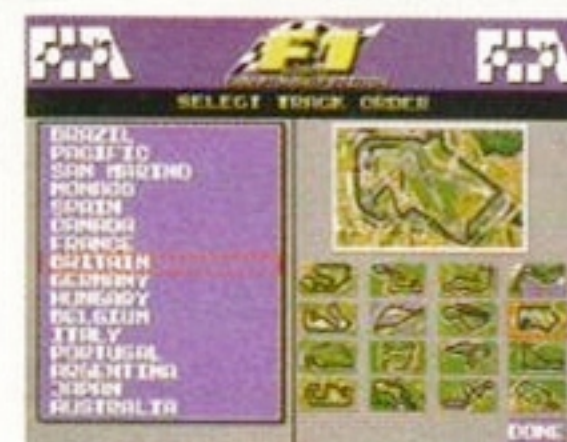 FIA
F1
FIA
SELECT TRACK ORDER
BRAZIL
PACIFIC
SAN MARINO
MONACO
SPAIN
CANADA
FRANCE
BRITAIN
GERMANY
HUNGARY
BELGIUM
ITALY
PORTUGAL
ARGENTINA
JAPAN
AUSTRALIA
DONE